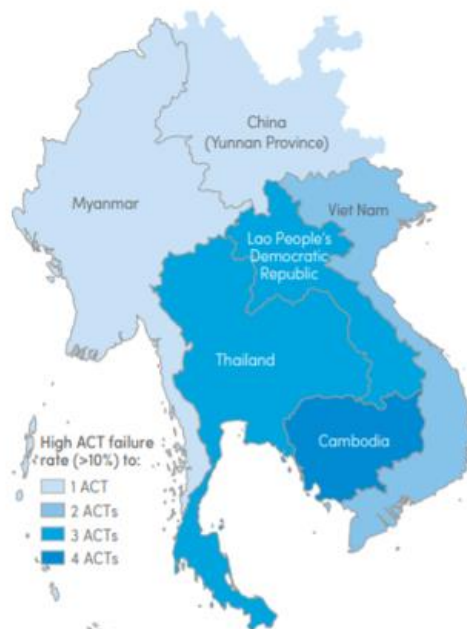 China
(Yunnan Province)
Myanmar
Viet Nam
Lao People's
Democratic
Republic
Thailand
Cambodia
High ACT failure
rate (>10%) to:
1 ACT
2 ACTs
3 ACTs
4 ACTs